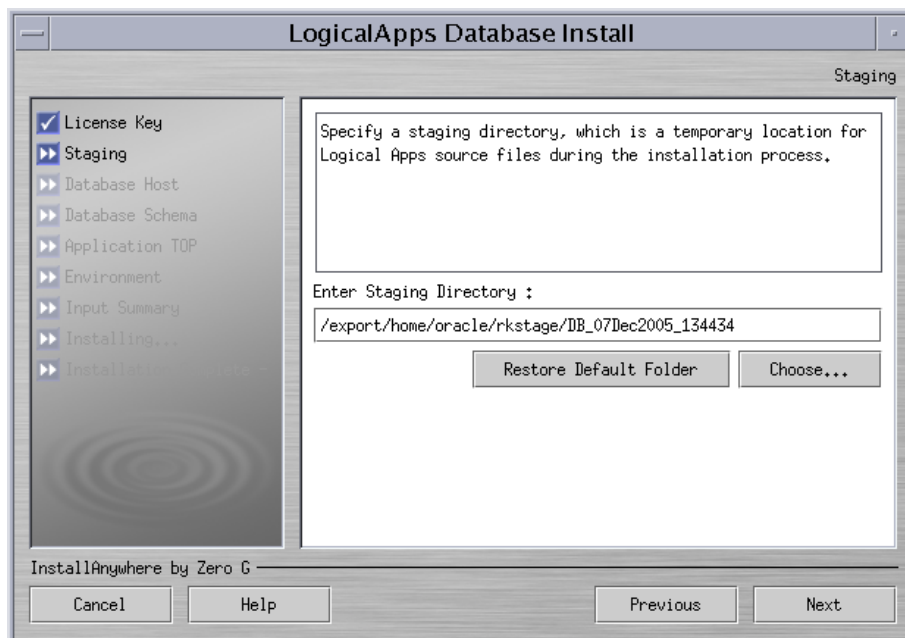 LogicalApps Database Install
Staging
License Key
Staging
Database Host
Database Schema
Application TOP
Environment
Input Summary
Installing...
Specify a staging directory, which is a temporary location for
Logical Apps source files during the installation process.
Enter Staging Directory :
/export/home/oracle/rkstage/DB_07Dec2005_134434
Restore Default Folder
Choose...
InstallAnywhere by Zero G
Cancel
Help
Previous
Next